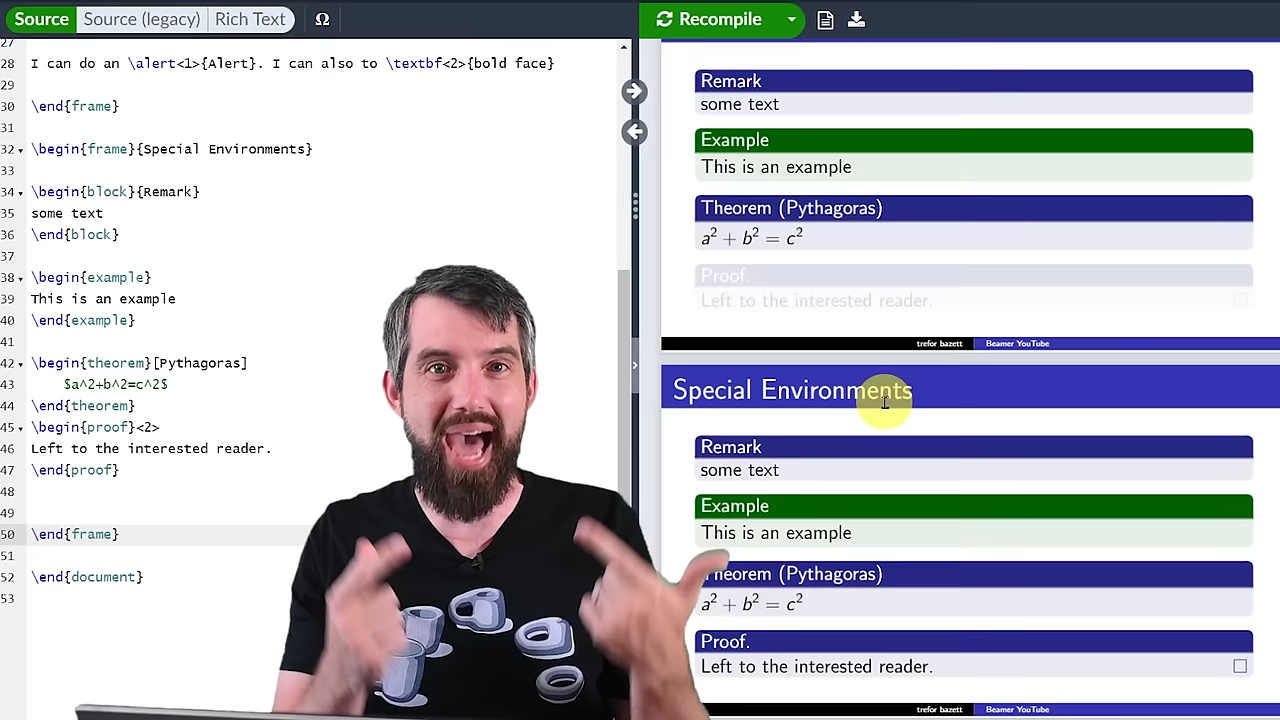 Source Source (legacy) Rich Text Ω
Recompile
27
28 I can do an \alert<1>{Alert}. I can also to \textbf<2>{bold face}
29
30 \end{frame}
31
32 \begin{frame}{Special Environments}
33
34 \begin{block}{Remark}
35 some text
36 \end{block}
37
38 \begin{example}
39 This is an example
40 \end{example}
41
42 \begin{theorem}[Pythagoras]
43 $a^2+b^2=c^2$
44 \end{theorem}
45 \begin{proof}<2>
46 Left to the interested reader.
47 \end{proof}
48
49
50 \end{frame}
51
52 \end{document}
53
Remark
some text
Example
This is an example
Theorem (Pythagoras)
a² + b² = c²
Proof.
Left to the interested reader.
trefor bazett Beamer YouTube
Special Environments
Remark
some text
Example
This is an example
Theorem (Pythagoras)
a² + b² = c²
Proof.
Left to the interested reader.
trefor bazett Beamer YouTube